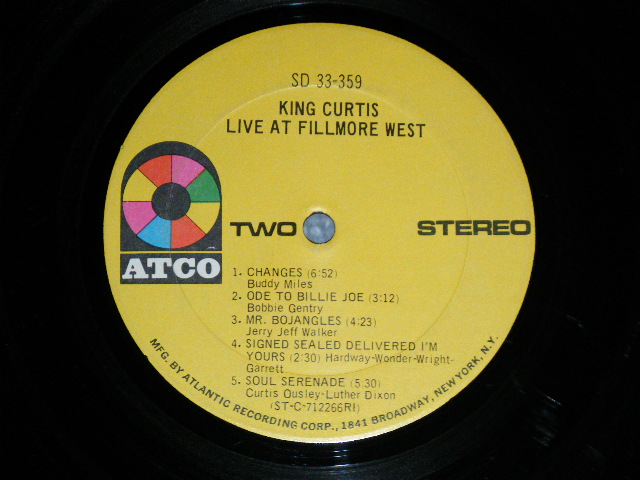 SD 33-359
KING CURTIS
LIVE AT FILLMORE WEST
TWO
STEREO
ATCO
1. CHANGES (6:52)
Buddy Miles
2. ODE TO BILLIE JOE (3:12)
Bobbie Gentry
3. MR. BOJANGLES (4:23)
Jerry Jeff Walker
4. SIGNED SEALED DELIVERED I'M
YOURS (2:30) Hardway-Wonder-Wright-
Garrett
5. SOUL SERENADE (5:30)
Curtis Ousley-Luther Dixon
(ST-C-712266RI)
MFG. BY ATLANTIC RECORDING CORP., 1841 BROADWAY, NEW YORK, N.Y.